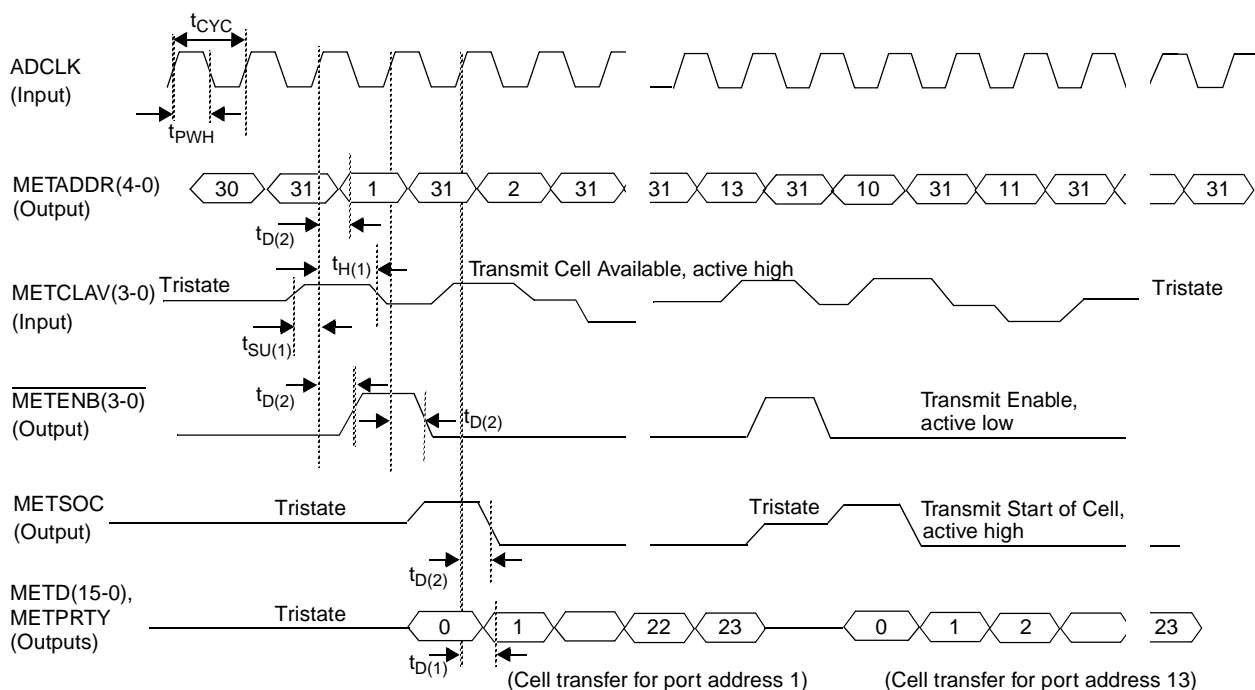 tCYC
ADCLK
(Input)
tPWH
METADDR(4-0)
(Output)
30 31 1 31 2 31 31 13 31 10 31 11 31 31
tD(2)
tH(1)
Transmit Cell Available, active high
Tristate
METCLAV(3-0)
(Input)
Tristate
tSU(1)
METENB(3-0)
(Output)
tD(2)
tD(2)
Transmit Enable,
active low
METSOC
(Output)
Tristate
Tristate
Transmit Start of Cell,
active high
tD(2)
METD(15-0),
METPRTY
(Outputs)
Tristate
0 1 22 23 0 1 2 23
tD(1)
(Cell transfer for port address 1)
(Cell transfer for port address 13)